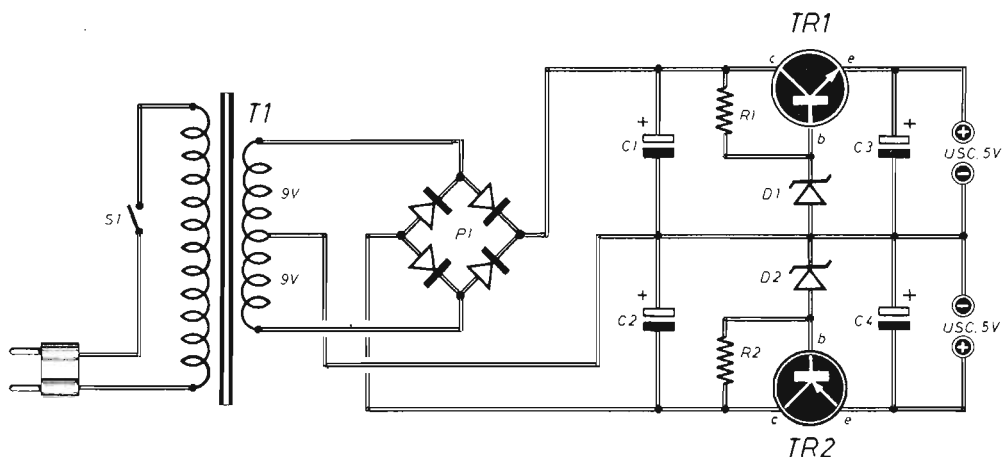 TR1
T1
c
e
+
+
R1
b
C1
C3
+
USC. 5V
−
D1
S1
9V
P1
9V
D2
+
+
−
C2
C4
USC. 5V
R2
b
+
c
e
TR2